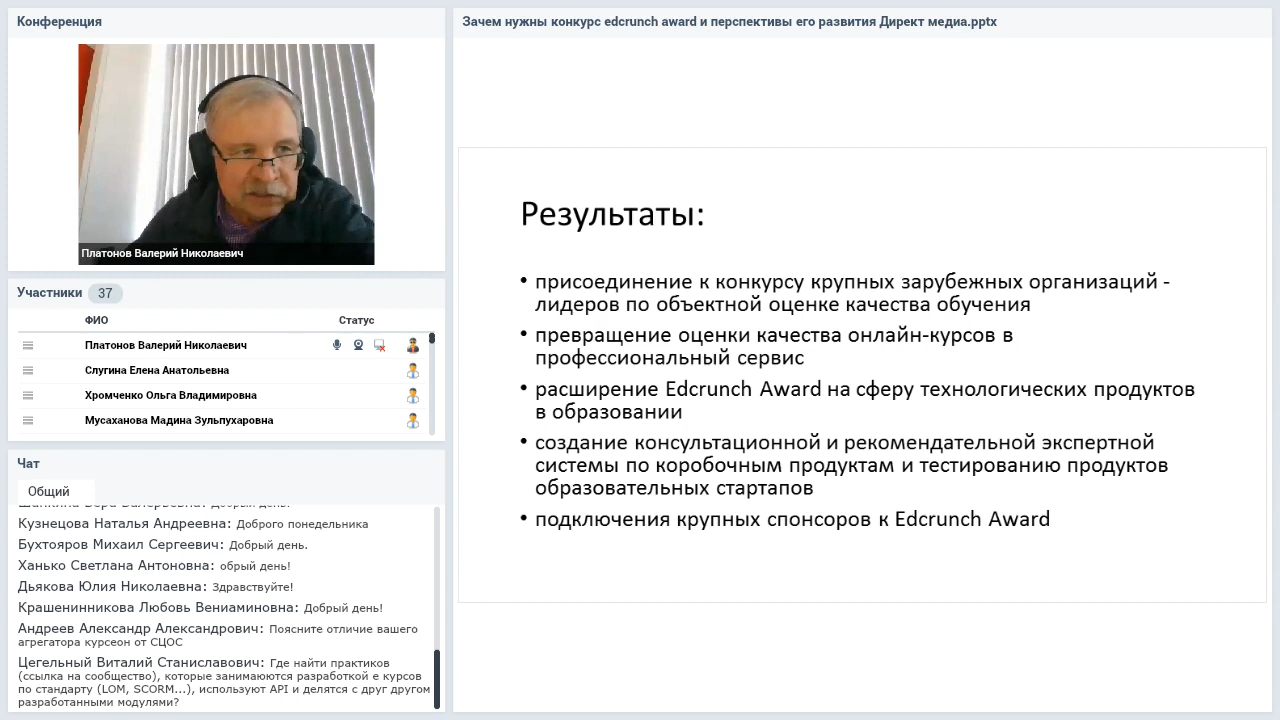 Конференция
Платонов Валерий Николаевич
Участники 37
ФИО Статус
Платонов Валерий Николаевич
Слугина Елена Анатольевна
Хромченко Ольга Владимировна
Мусаханова Мадина Зульпухаровна
Чат
Общий
Кузнецова Наталья Андреевна: Доброго понедельника
Бухтояров Михаил Сергеевич: Добрый день.
Ханько Светлана Антоновна: обрый день!
Дьякова Юлия Николаевна: Здравствуйте!
Крашенинникова Любовь Вениаминовна: Добрый день!
Андреев Александр Александрович: Поясните отличие вашего
агрегатора курсеон от СЦОС
Цегельный Виталий Станиславович: Где найти практиков
(ссылка на сообщество), которые занимаюются разработкой е курсов
по стандарту (LOM, SCORM...), используют API и делятся с друг другом
разработанными модулями?
Зачем нужны конкурс edcrunch award и перспективы его развития Директ медиа.pptx
Результаты:
• присоединение к конкурсу крупных зарубежных организаций -
лидеров по объектной оценке качества обучения
• превращение оценки качества онлайн-курсов в
профессиональный сервис
• расширение Edcrunch Award на сферу технологических продуктов
в образовании
• создание консультационной и рекомендательной экспертной
системы по коробочным продуктам и тестированию продуктов
образовательных стартапов
• подключения крупных спонсоров к Edcrunch Award